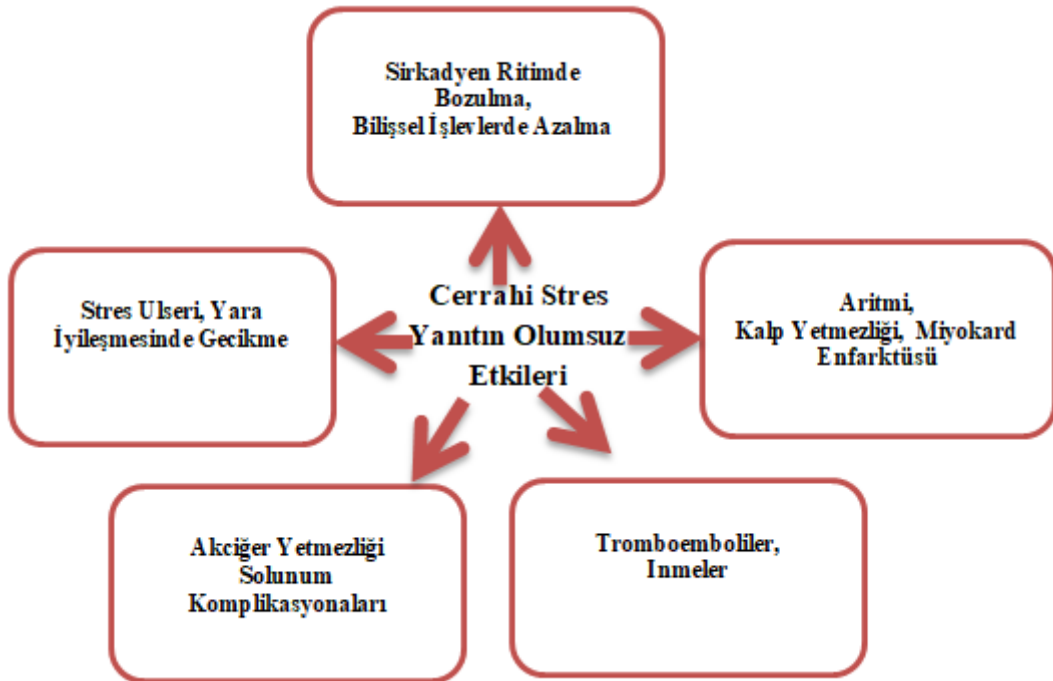 Sirkadyen Ritimde
Bozulma,
Bilişsel İşlevlerde Azalma
Stres Ulseri, Yara
İyileşmesinde Gecikme
Cerrahi Stres
Yanıtın Olumsuz
Etkileri
Aritmi,
Kalp Yetmezliği, Miyokard
Enfarktüsü
Akciğer Yetmezliği
Solunum
Komplikasyonaları
Tromboemboliler,
Inmeler